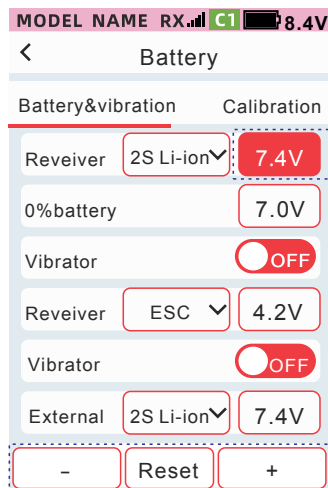 MODEL NAME RX C1 8.4V
Battery
Battery&vibration Calibration
Reveiver 2S Li-ion 7.4V
0%battery 7.0V
Vibrator OFF
Reveiver ESC 4.2V
Vibrator OFF
External 2S Li-ion 7.4V
- Reset +